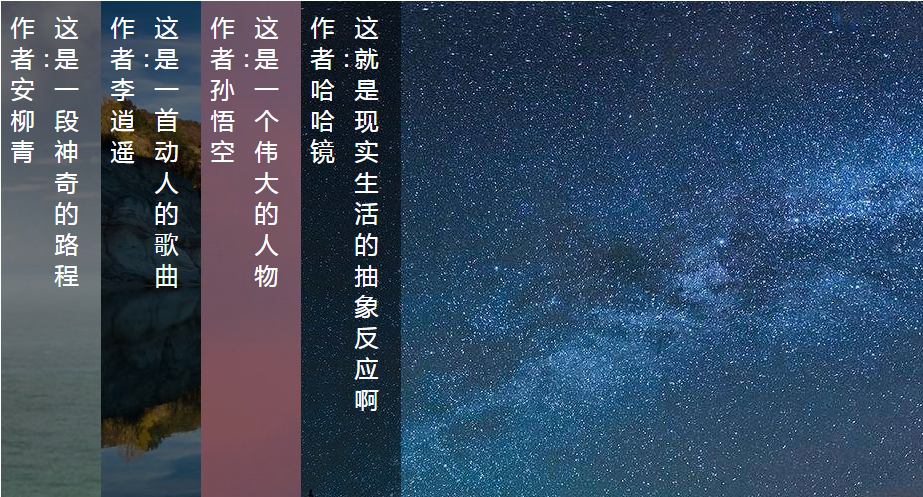 这是一段神奇的路程
作者:安柳青
这是一首动人的歌曲
作者:李逍遥
这是一个伟大的人物
作者:孙悟空
这就是现实生活的抽象反应啊
作者:哈哈镜